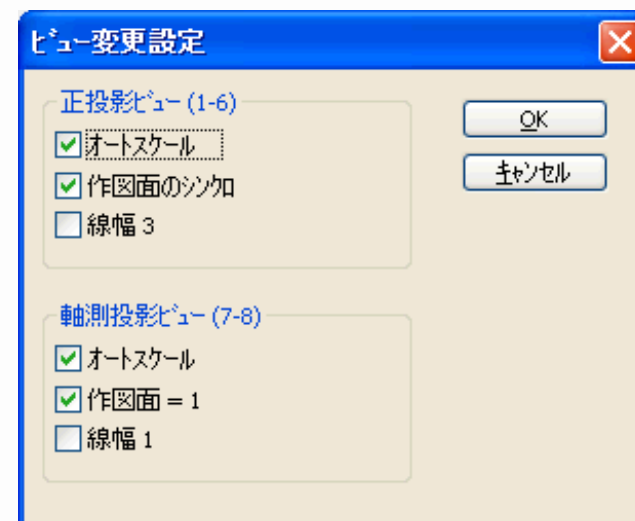 ﾋﾞｭｰ変更設定
正投影ﾋﾞｭｰ (1-6)
ｵｰﾄｽｹｰﾙ
作図面のｼﾝｸﾛ
線幅 3
OK
ｷｬﾝｾﾙ
軸測投影ﾋﾞｭｰ (7-8)
ｵｰﾄｽｹｰﾙ
作図面 = 1
線幅 1